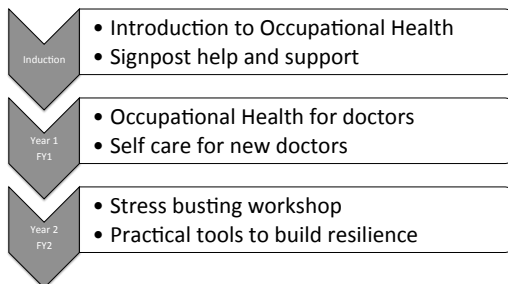 Induction
• Introduction to Occupational Health
• Signpost help and support
Year 1
FY1
• Occupational Health for doctors
• Self care for new doctors
Year 2
FY2
• Stress busting workshop
• Practical tools to build resilience